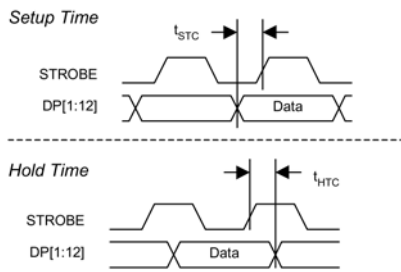 Setup Time
tSTC
STROBE
DP[1:12]
Data
Hold Time
tHTC
STROBE
DP[1:12]
Data